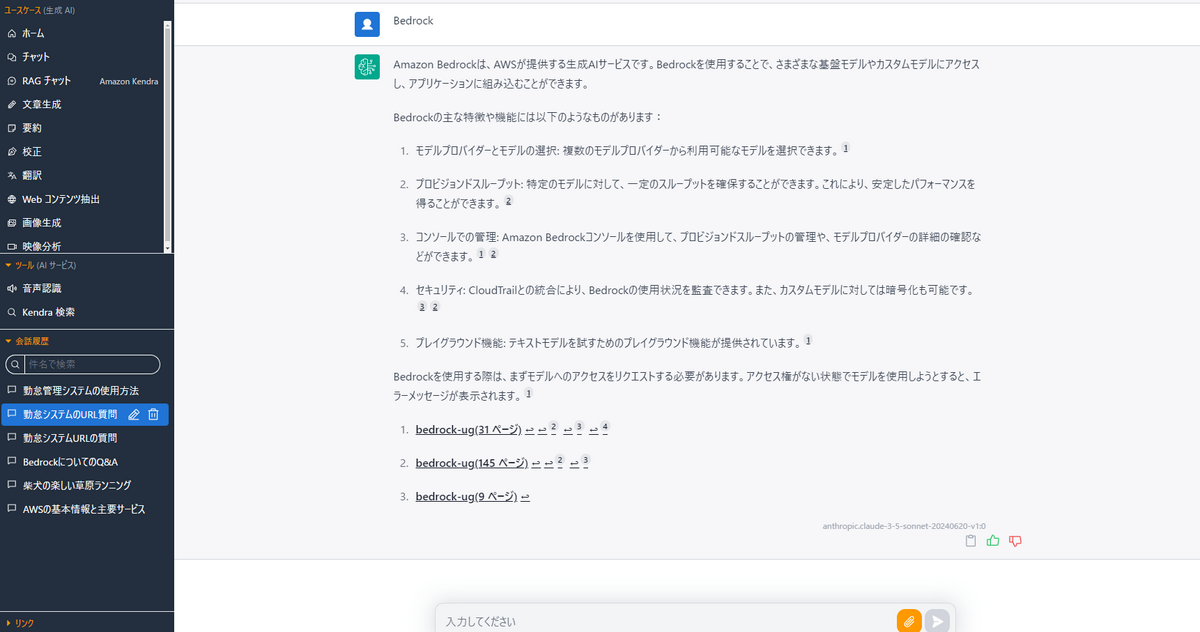 ユースケース (生成 AI)
ホーム
チャット
RAG チャット Amazon Kendra
文章生成
要約
校正
翻訳
Web コンテンツ抽出
画像生成
映像分析
ツール (AI サービス)
音声認識
Kendra 検索
会話履歴
件名で検索
勤怠管理システムの使用方法
勤怠システムのURL質問
勤怠システムURLの質問
BedrockについてのQ&A
柴犬の楽しい草原ランニング
AWSの基本情報と主要サービス
リンク
Bedrock
Amazon Bedrockは、AWSが提供する生成AIサービスです。Bedrockを使用することで、さまざまな基盤モデルやカスタムモデルにアクセス
し、アプリケーションに組み込むことができます。
Bedrockの主な特徴や機能には以下のようなものがあります：
1. モデルプロバイダーとモデルの選択: 複数のモデルプロバイダーから利用可能なモデルを選択できます。 1
2. プロビジョンドスループット: 特定のモデルに対して、一定のスループットを確保することができます。これにより、安定したパフォーマンスを
得ることができます。 2
3. コンソールでの管理: Amazon Bedrockコンソールを使用して、プロビジョンドスループットの管理や、モデルプロバイダーの詳細の確認な
どができます。 1 2
4. セキュリティ: CloudTrailとの統合により、Bedrockの使用状況を監査できます。また、カスタムモデルに対しては暗号化も可能です。
3 2
5. プレイグラウンド機能: テキストモデルを試すためのプレイグラウンド機能が提供されています。 1
Bedrockを使用する際は、まずモデルへのアクセスをリクエストする必要があります。アクセス権がない状態でモデルを使用しようとすると、エ
ラーメッセージが表示されます。 1
1. bedrock-ug(31 ページ) ↩ ↩2 ↩3 ↩4
2. bedrock-ug(145 ページ) ↩ ↩2 ↩3
3. bedrock-ug(9 ページ) ↩
anthropic.claude-3-5-sonnet-20240620-v1:0
入力してください